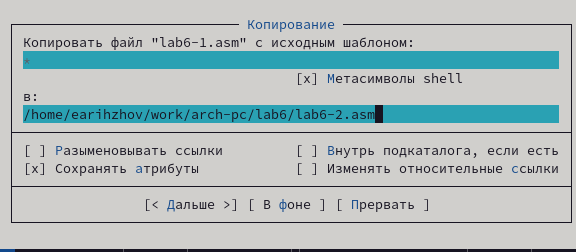 Копирование
Копировать файл "lab6-1.asm" с исходным шаблоном:
*
[x] Метасимволы shell
в:
/home/earihzhov/work/arch-pc/lab6/lab6-2.asm
[ ] Разыменовывать ссылки [ ] Внутрь подкаталога, если есть
[x] Сохранять атрибуты [ ] Изменять относительные ссылки
[< Дальше >] [ В фоне ] [ Прервать ]